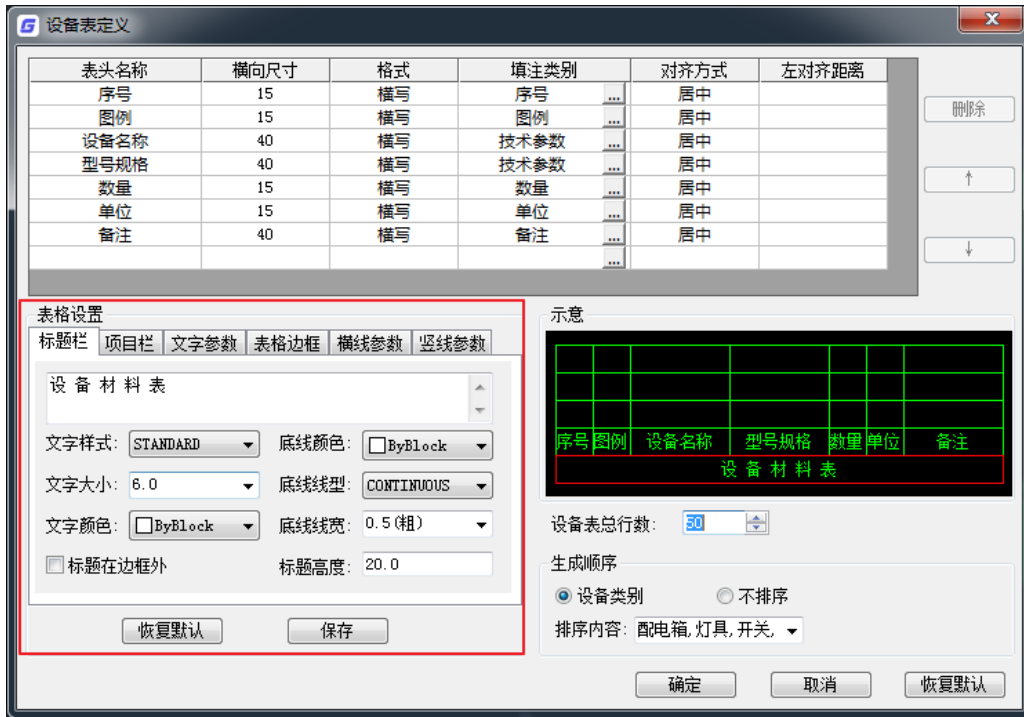 设备表定义
表头名称 横向尺寸 格式 填注类别 对齐方式 左对齐距离
序号 15 横写 序号 ... 居中
图例 15 横写 图例 ... 居中
设备名称 40 横写 技术参数 ... 居中
型号规格 40 横写 技术参数 ... 居中
数量 15 横写 数量 ... 居中
单位 15 横写 单位 ... 居中
备注 40 横写 备注 ... 居中
...
删除
↑
↓
表格设置
标题栏 项目栏 文字参数 表格边框 横线参数 竖线参数
设 备 材 料 表
文字样式: STANDARD 底线颜色: ByBlock
文字大小: 6.0 底线线型: CONTINUOUS
文字颜色: ByBlock 底线线宽: 0.5(粗)
标题在边框外 标题高度: 20.0
恢复默认 保存
示意
序号 图例 设备名称 型号规格 数量 单位 备注
设 备 材 料 表
设备表总行数: 50
生成顺序
设备类别 不排序
排序内容: 配电箱,灯具,开关,
确定 取消 恢复默认